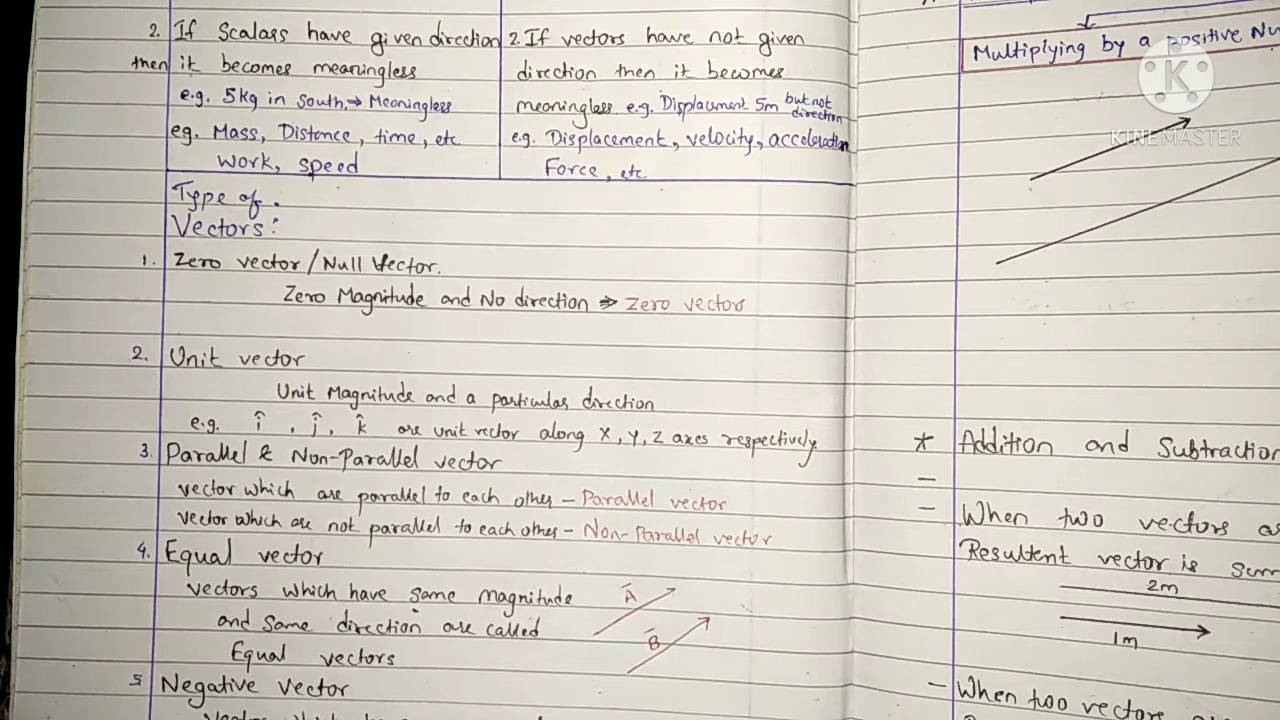 2. If Scalars have given direction
then it becomes meaningless
e.g. 5kg in south → Meaningless
eg. Mass, Distance, time, etc
Work, speed
2. If vectors have not given
direction then it becomes
meaningless e.g. Displacment 5m but not direction
e.g. Displacement, velocity, acceleration
Force, etc.
Type of.
Vectors:
1. Zero vector/Null Vector.
Zero Magnitude and No direction ⇒ Zero vectors
2. Unit vector
Unit Magnitude and a particular direction
e.g. î, ĵ, k̂ are unit vector along X, Y, Z axes respectively
3. Parallel & Non-Parallel vector
vector which are parallel to each other - Parallel vector
vector which are not parallel to each other - Non-Parallel vector
4. Equal vector
vectors which have same magnitude
and same direction are called
Equal vectors
A
B
5 Negative vector
Multiplying by a positive Nu
K
KINEMASTER
* Addition and Subtraction
-
- When two vectors
Resultent vector is sum
2m
1m
- When two vectors